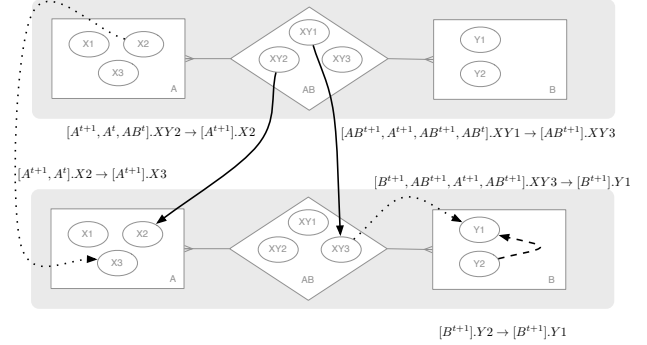 X1 X2 XY1 Y1
XY2 XY3
X3 Y2
A AB B
[A^{t+1}, A^t, AB^t].XY2 → [A^{t+1}].X2
[AB^{t+1}, A^{t+1}, AB^{t+1}, AB^t].XY1 → [AB^{t+1}].XY3
[A^{t+1}, A^t].X2 → [A^{t+1}].X3
[B^{t+1}, AB^{t+1}, A^{t+1}, AB^{t+1}].XY3 → [B^{t+1}].Y1
X1 X2 XY1 Y1
XY2 XY3
X3 Y2
A AB B
[B^{t+1}].Y2 → [B^{t+1}].Y1